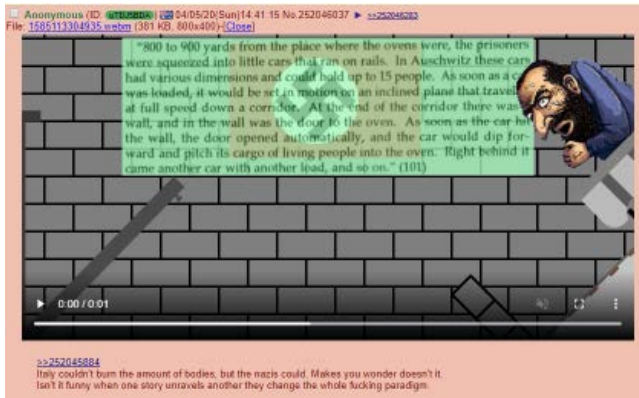 Anonymous (ID: uTBJSBDA) 04/05/20(Sun)14:41:15 No.252046037 ▶ >>252046283
File: 1585113304935.webm (381 KB, 800x400)-[Close]
"800 to 900 yards from the place where the ovens were, the prisoners
were squeezed into little cars that ran on rails. In Auschwitz these cars
had various dimensions and could hold up to 15 people. As soon as a
was loaded, it would be set in motion on an inclined plane that
at full speed down a corridor. At the end of the corridor there was
wall, and in the wall was the door to the oven. As soon as the car hit
the wall, the door opened automatically, and the car would dip for-
ward and pitch its cargo of living people into the oven. Right behind it
came another car with another load, and so on." (101)
0:00 / 0:01
>>252045884
Italy couldn't burn the amount of bodies, but the nazis could. Makes you wonder doesn't it.
Isn't it funny when one story unravels another they change the whole fucking paradigm.